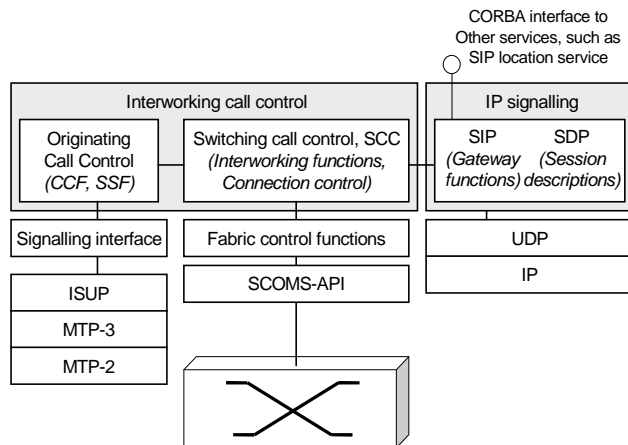 CORBA interface to
Other services, such as
SIP location service
Interworking call control
IP signalling
Originating
Call Control
(CCF, SSF)
Switching call control, SCC
(Interworking functions,
Connection control)
SIP
(Gateway
functions)
SDP
(Session
descriptions)
Signalling interface
Fabric control functions
UDP
IP
SCOMS-API
ISUP
MTP-3
MTP-2